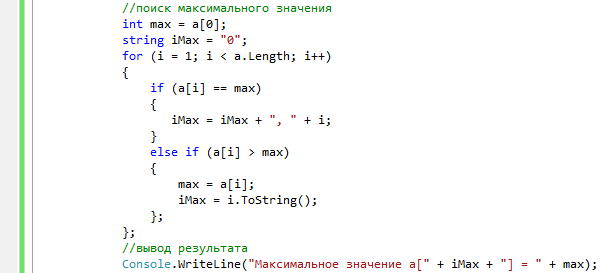 //поиск максимального значения
int max = a[0];
string iMax = "0";
for (i = 1; i < a.Length; i++)
{
if (a[i] == max)
{
iMax = iMax + ", " + i;
}
else if (a[i] > max)
{
max = a[i];
iMax = i.ToString();
};
};
//вывод результата
Console.WriteLine("Максимальное значение a[" + iMax + "] = " + max);